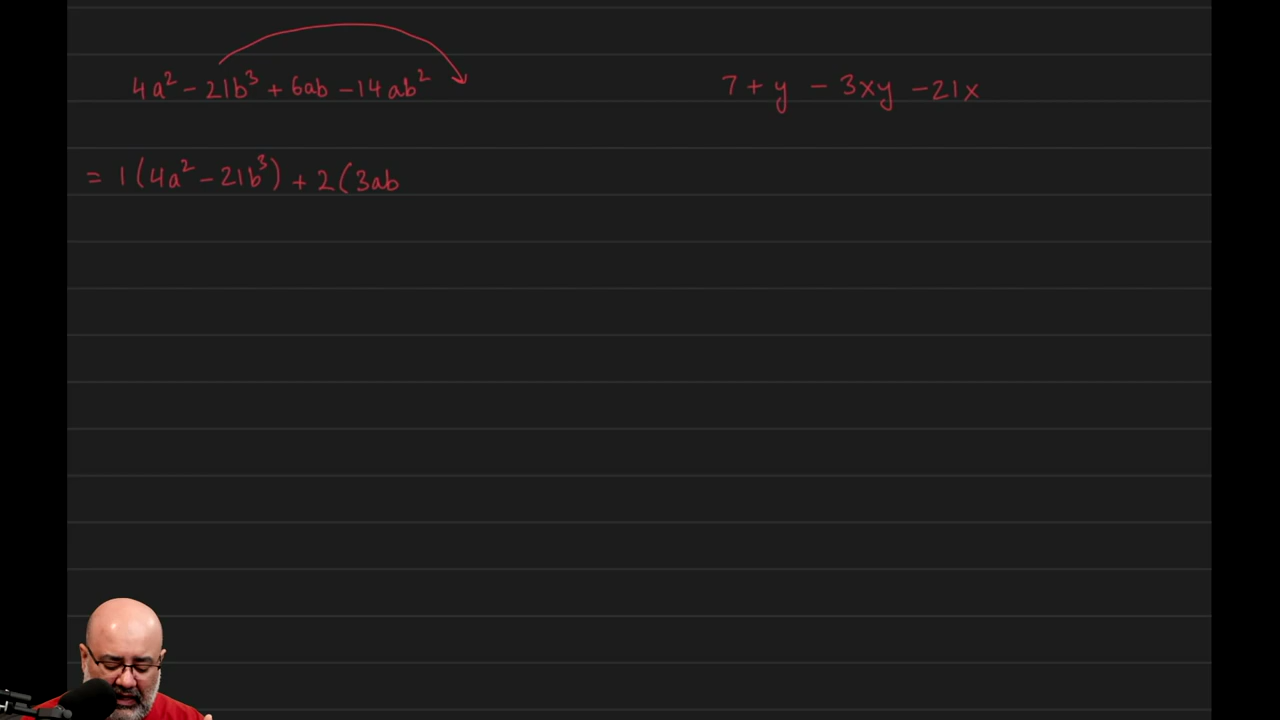 4a² - 21b³ + 6ab - 14ab²
7 + y - 3xy - 21x
= 1(4a² - 21b³) + 2(3ab